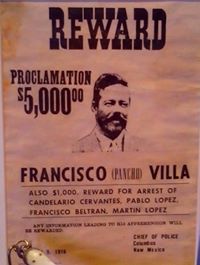 REWARD
PROCLAMATION
$5,000.00
FRANCISCO (PANCHO) VILLA
ALSO $1,000. REWARD FOR ARREST OF
CANDELARIO CERVANTES, PABLO LOPEZ,
FRANCISCO BELTRAN, MARTIN LOPEZ
ANY INFORMATION LEADING TO HIS APPREHENSION WILL
BE REWARDED.
CHIEF OF POLICE
Columbus
New Mexico
9, 1916